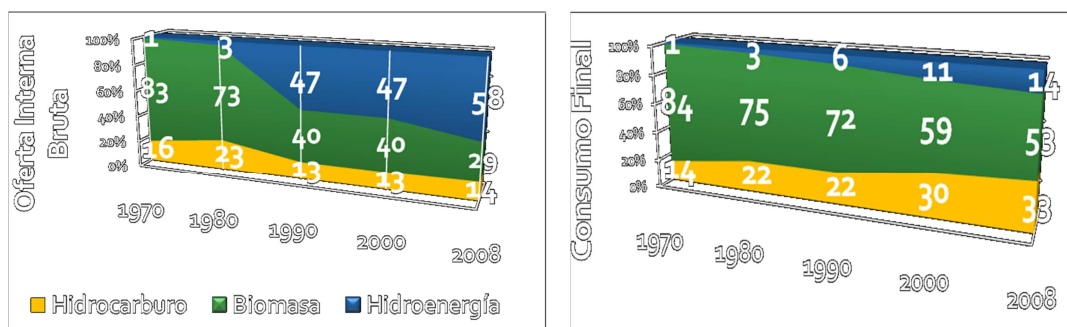 Oferta Interna
Bruta
100%
80%
60%
40%
20%
0%
1 3 47 47 58
83 73 40 40 29
16 23 13 13 14
1970 1980 1990 2000 2008
Hidrocarburo Biomasa Hidroenergía
Consumo Final
100%
80%
60%
40%
20%
0%
1 3 6 11 14
84 75 72 59 53
14 22 22 30 33
1970 1980 1990 2000 2008